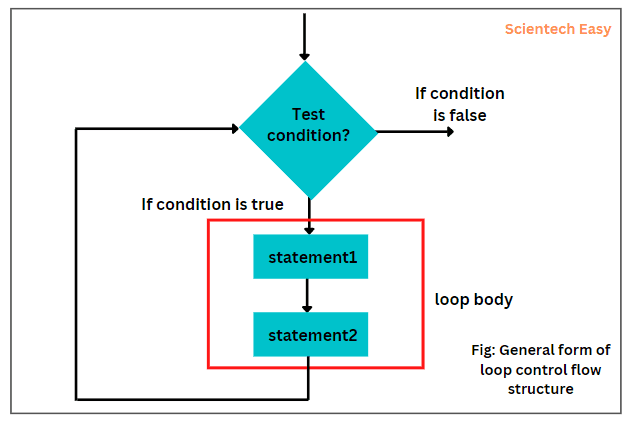 Scientech Easy
Test
condition?
If condition
is false
If condition is true
statement1
loop body
statement2
Fig: General form of
loop control flow
structure